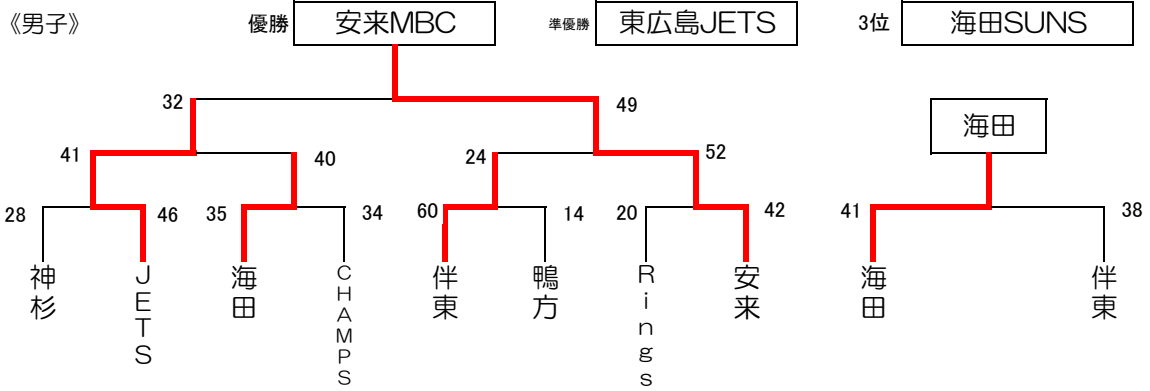 《男子》 優勝 安来MBC 準優勝 東広島JETS 3位 海田SUNS
32 49
海田
41 40 24 52
28 46 35 34 60 14 20 42 41 38
神杉 JETS 海田 CHAMPS 伴東 鴨方 Rings 安来 海田 伴東